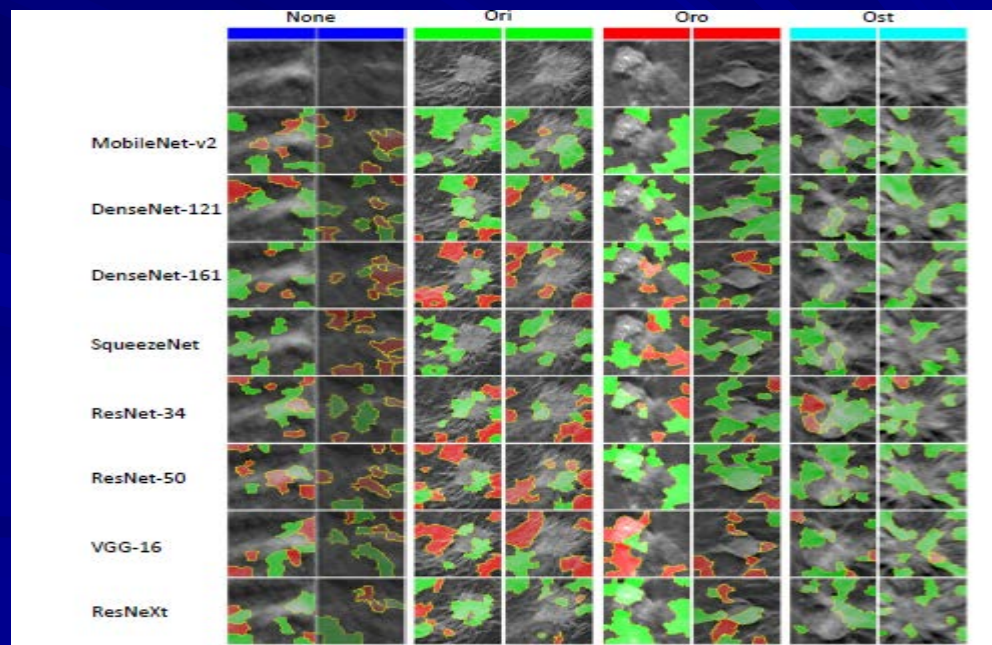 None Ori Oro Ost
MobileNet-v2
DenseNet-121
DenseNet-161
SqueezeNet
ResNet-34
ResNet-50
VGG-16
ResNeXt